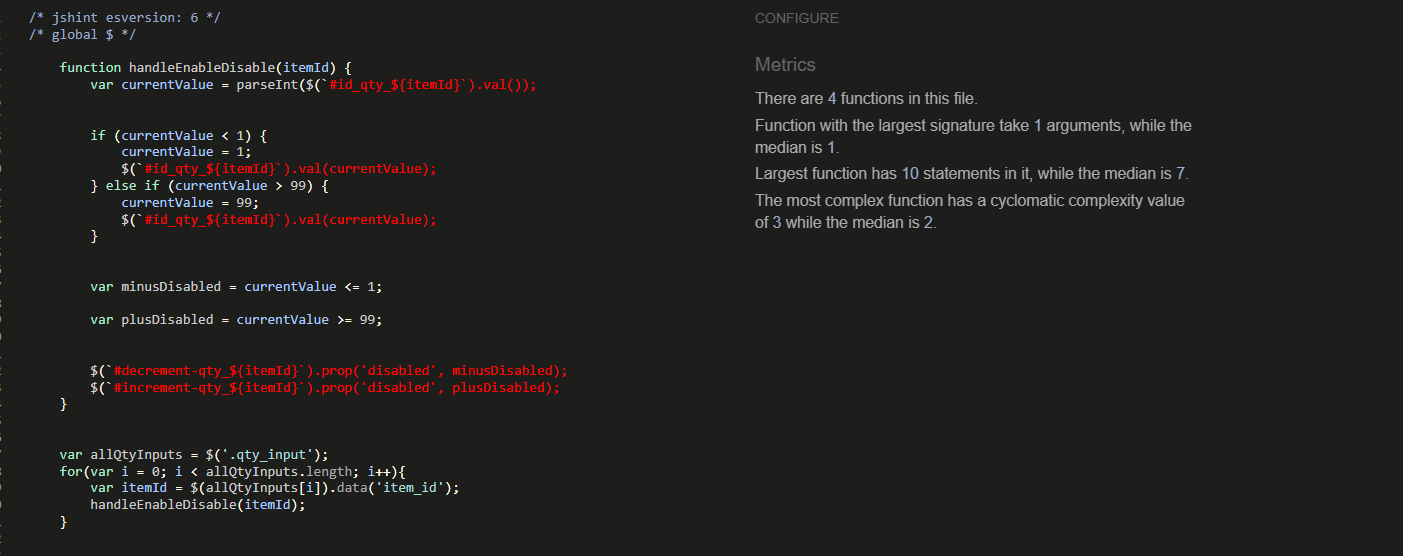 /* jshint esversion: 6 */
/* global $ */
function handleEnableDisable(itemId) {
var currentValue = parseInt($(`#id_qty_${itemId}`).val());
if (currentValue < 1) {
currentValue = 1;
$(`#id_qty_${itemId}`).val(currentValue);
} else if (currentValue > 99) {
currentValue = 99;
$(`#id_qty_${itemId}`).val(currentValue);
}
var minusDisabled = currentValue <= 1;
var plusDisabled = currentValue >= 99;
$(`#decrement-qty_${itemId}`).prop('disabled', minusDisabled);
$(`#increment-qty_${itemId}`).prop('disabled', plusDisabled);
}
var allQtyInputs = $('.qty_input');
for(var i = 0; i < allQtyInputs.length; i++){
var itemId = $(allQtyInputs[i]).data('item_id');
handleEnableDisable(itemId);
}
CONFIGURE
Metrics
There are 4 functions in this file.
Function with the largest signature take 1 arguments, while the
median is 1.
Largest function has 10 statements in it, while the median is 7.
The most complex function has a cyclomatic complexity value
of 3 while the median is 2.